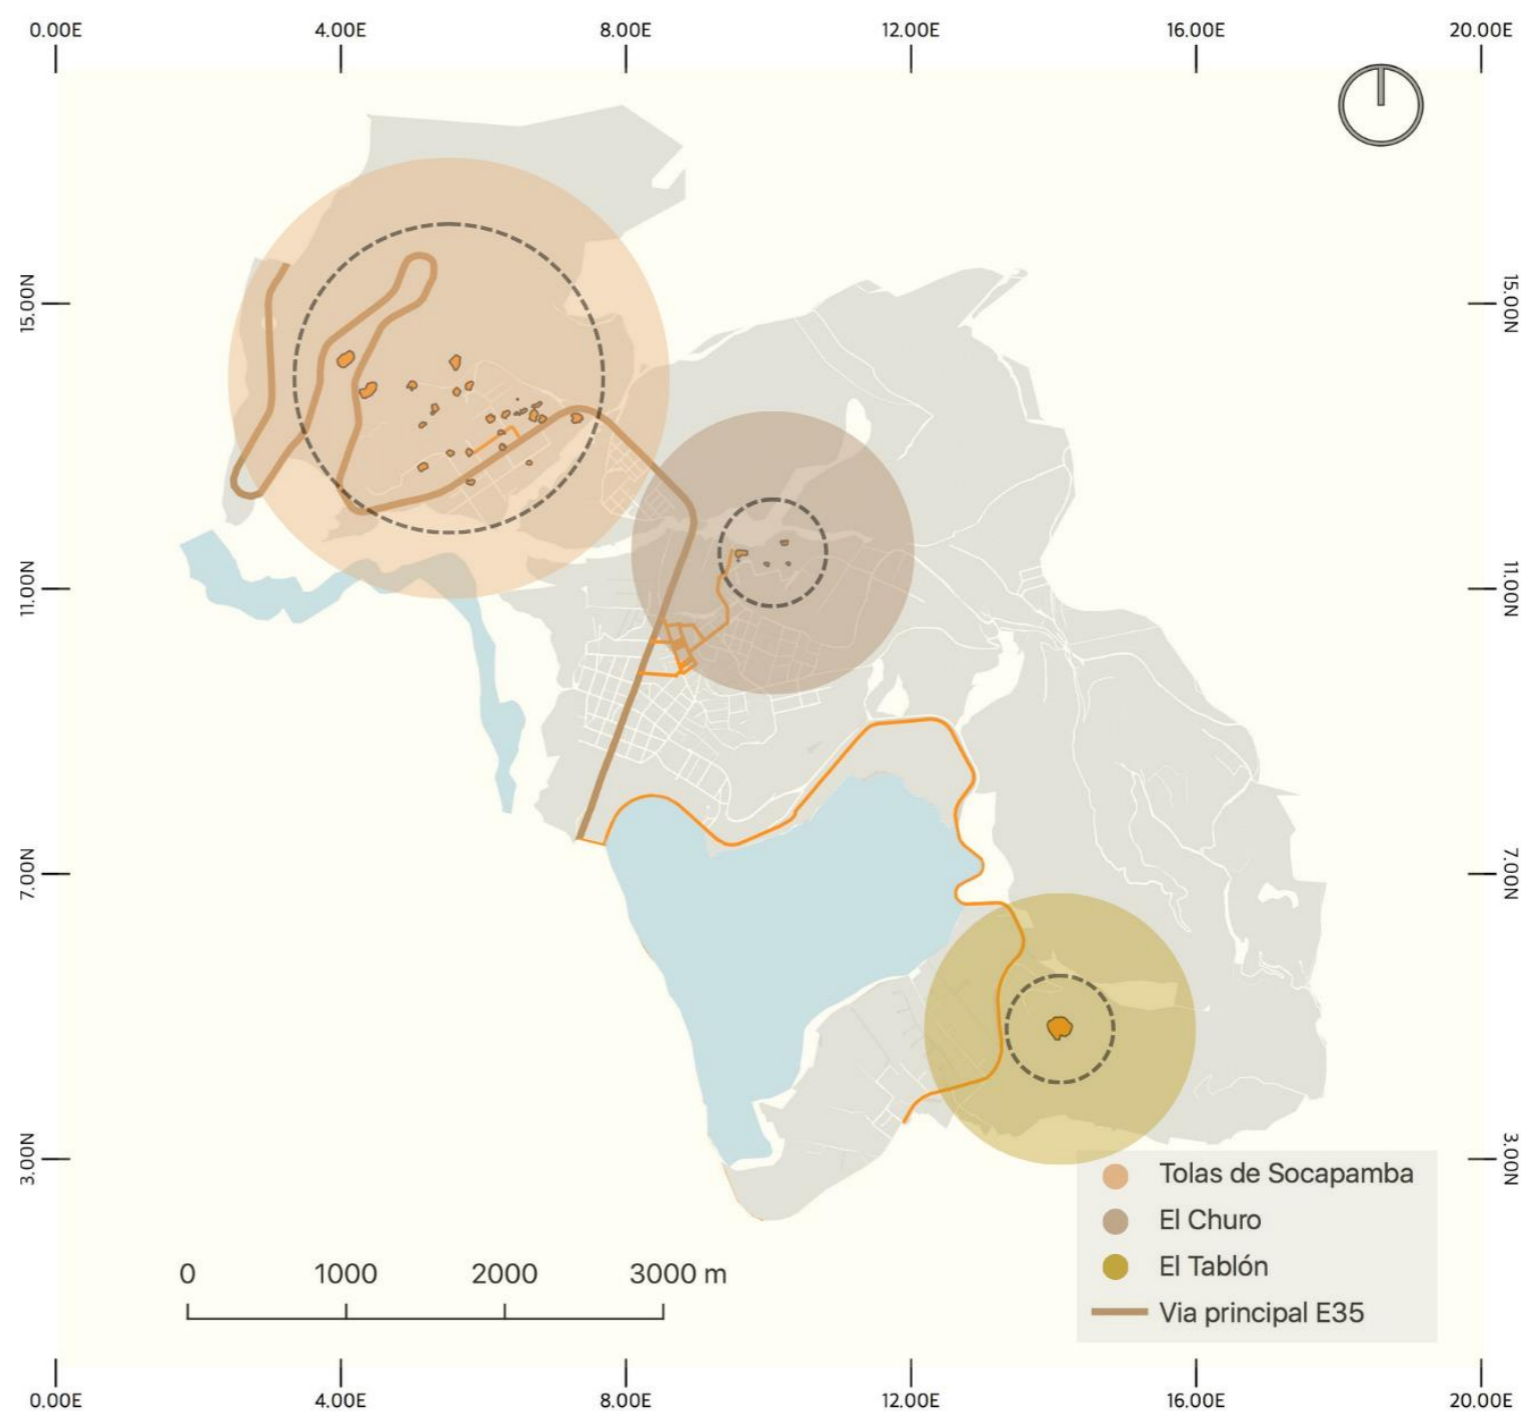 0.00E 4.00E 8.00E 12.00E 16.00E 20.00E
15.00N 15.00N
11.00N 11.00N
7.00N 7.00N
3.00N 3.00N
Tolas de Socapamba
El Churo
El Tablón
Via principal E35
0 1000 2000 3000 m
0.00E 4.00E 8.00E 12.00E 16.00E 20.00E